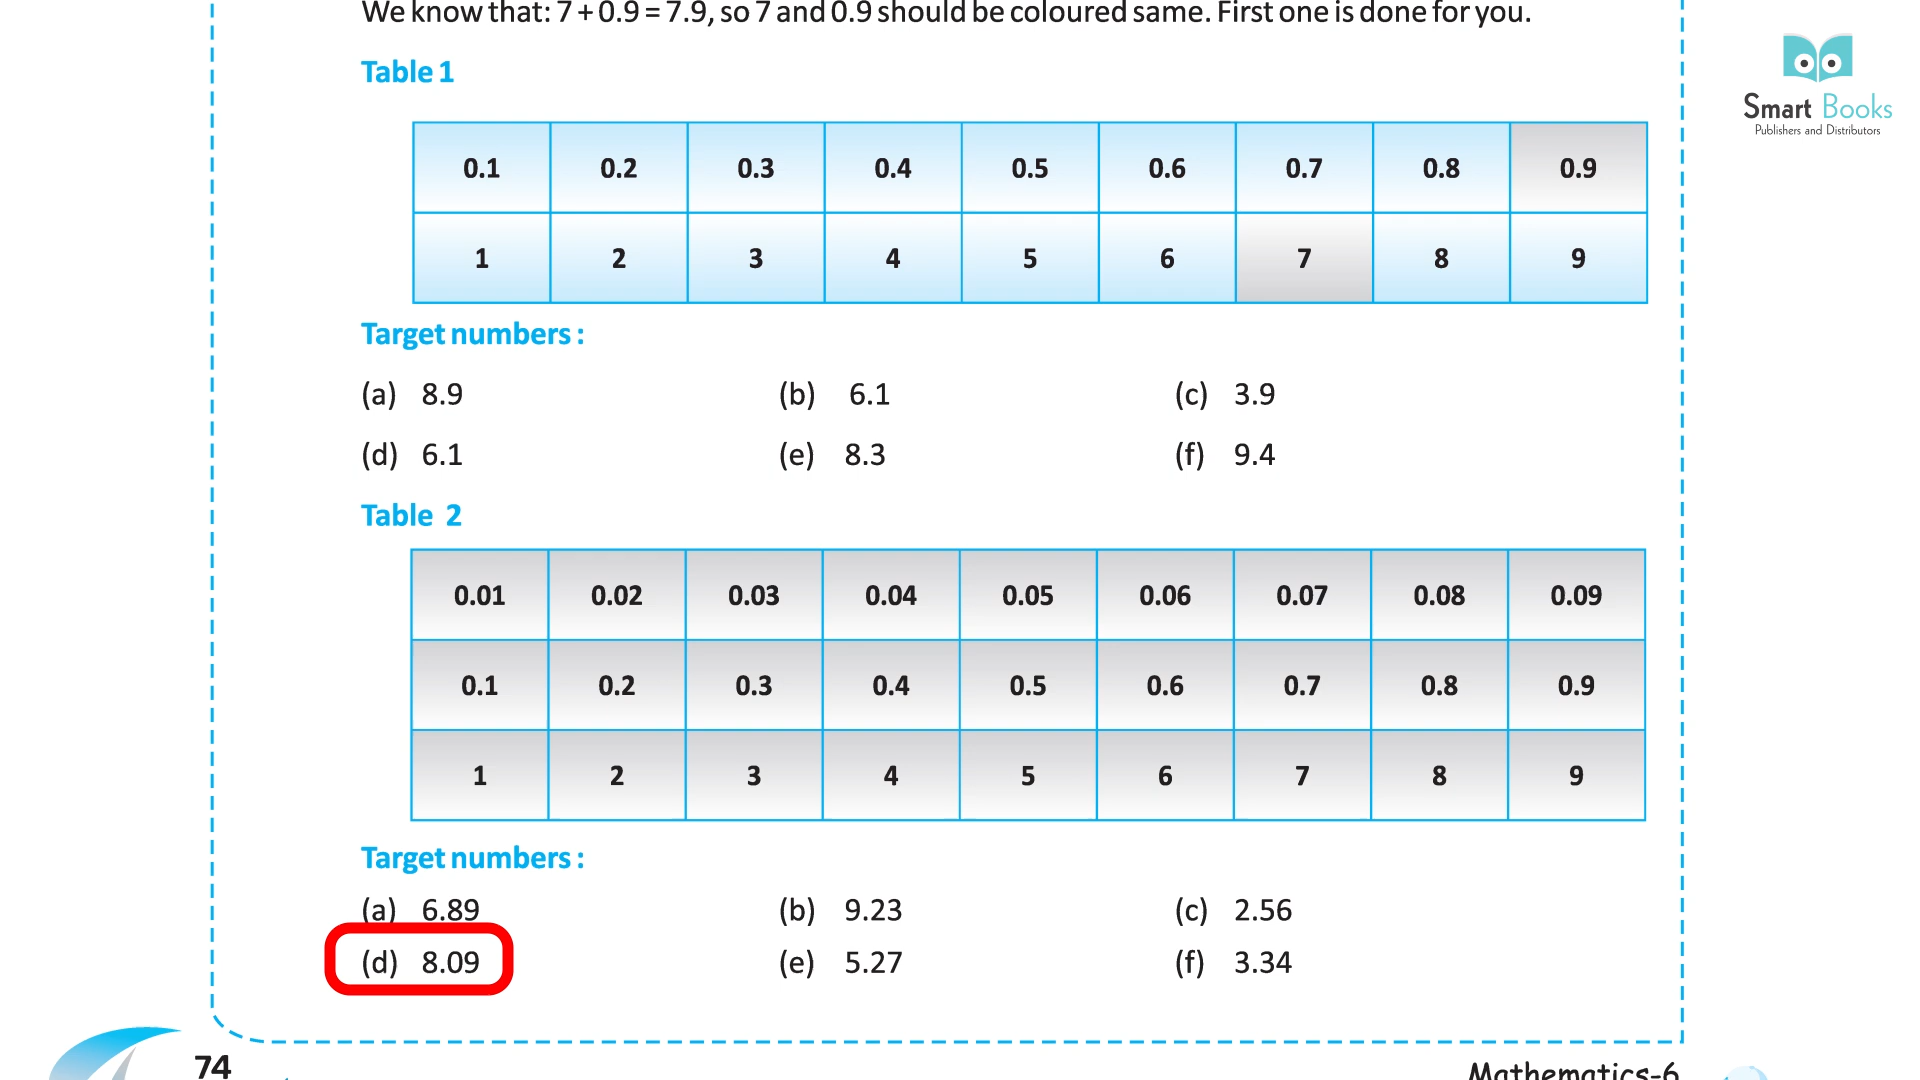 We know that: 7 + 0.9 = 7.9, so 7 and 0.9 should be coloured same. First one is done for you.
Smart Books
Publishers and Distributors
Table 1
0.1 0.2 0.3 0.4 0.5 0.6 0.7 0.8 0.9
1 2 3 4 5 6 7 8 9
Target numbers :
(a) 8.9 (b) 6.1 (c) 3.9
(d) 6.1 (e) 8.3 (f) 9.4
Table 2
0.01 0.02 0.03 0.04 0.05 0.06 0.07 0.08 0.09
0.1 0.2 0.3 0.4 0.5 0.6 0.7 0.8 0.9
1 2 3 4 5 6 7 8 9
Target numbers :
(a) 6.89 (b) 9.23 (c) 2.56
(d) 8.09 (e) 5.27 (f) 3.34
74
Mathematics-6